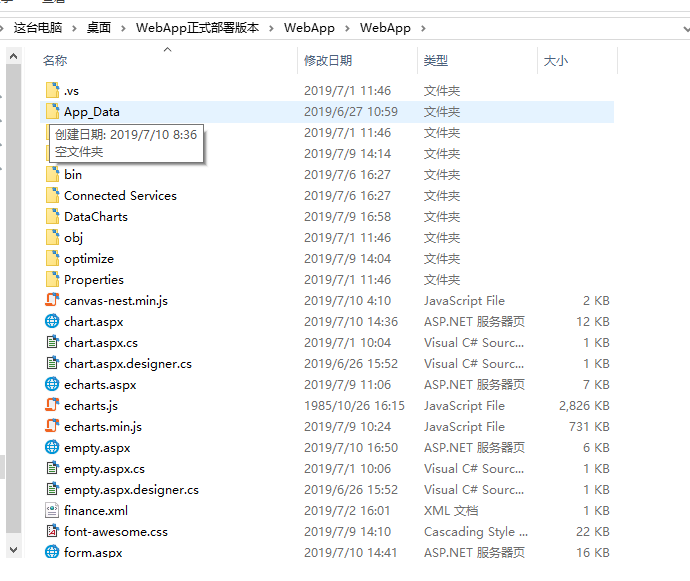 这台电脑 › 桌面 › WebApp正式部署版本 › WebApp › WebApp ›
名称 修改日期 类型 大小
.vs 2019/7/1 11:46 文件夹
App_Data 2019/6/27 10:59 文件夹
创建日期: 2019/7/10 8:36
空文件夹
2019/7/1 11:46 文件夹
2019/7/9 14:14 文件夹
bin 2019/7/6 16:27 文件夹
Connected Services 2019/7/6 16:27 文件夹
DataCharts 2019/7/9 16:58 文件夹
obj 2019/7/1 11:46 文件夹
optimize 2019/7/9 14:04 文件夹
Properties 2019/7/1 11:46 文件夹
canvas-nest.min.js 2019/7/10 4:10 JavaScript File 2 KB
chart.aspx 2019/7/10 14:36 ASP.NET 服务器页 12 KB
chart.aspx.cs 2019/7/1 10:04 Visual C# Sourc... 1 KB
chart.aspx.designer.cs 2019/6/26 15:52 Visual C# Sourc... 1 KB
echarts.aspx 2019/7/9 11:06 ASP.NET 服务器页 7 KB
echarts.js 1985/10/26 16:15 JavaScript File 2,826 KB
echarts.min.js 2019/7/9 10:24 JavaScript File 731 KB
empty.aspx 2019/7/10 16:50 ASP.NET 服务器页 6 KB
empty.aspx.cs 2019/7/1 10:06 Visual C# Sourc... 1 KB
empty.aspx.designer.cs 2019/6/26 15:52 Visual C# Sourc... 1 KB
finance.xml 2019/7/2 16:01 XML 文档 1 KB
font-awesome.css 2019/7/9 14:10 Cascading Style ... 22 KB
form.aspx 2019/7/10 14:41 ASP.NET 服务器页 16 KB